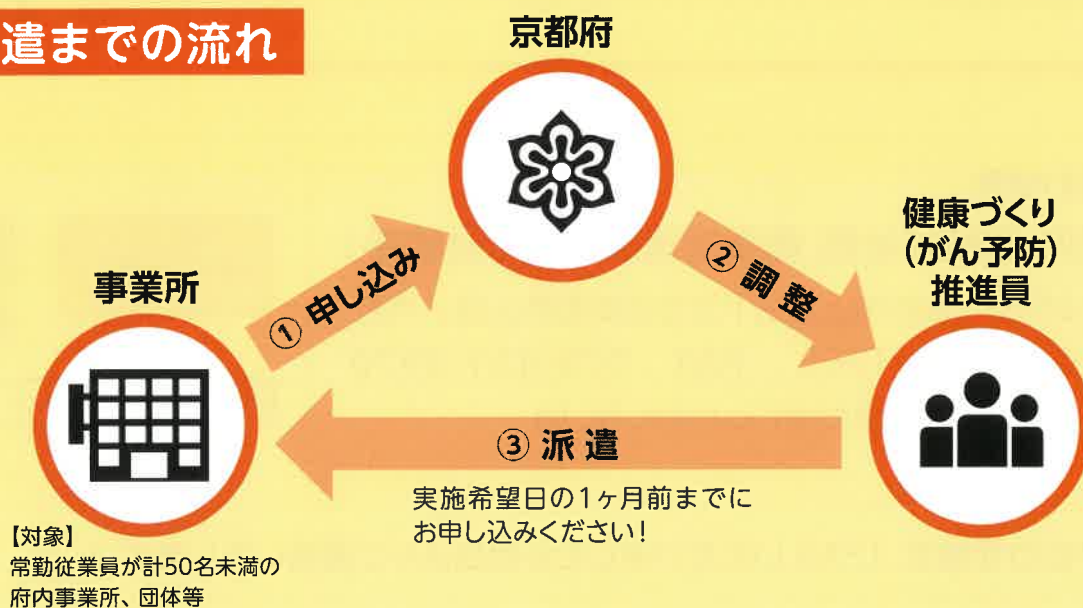 遣までの流れ
京都府
健康づくり
（がん予防）
推進員
事業所
①申し込み
②調整
③派遣
実施希望日の1ヶ月前までに
お申し込みください！
【対象】
常勤従業員が計50名未満の
府内事業所、団体等